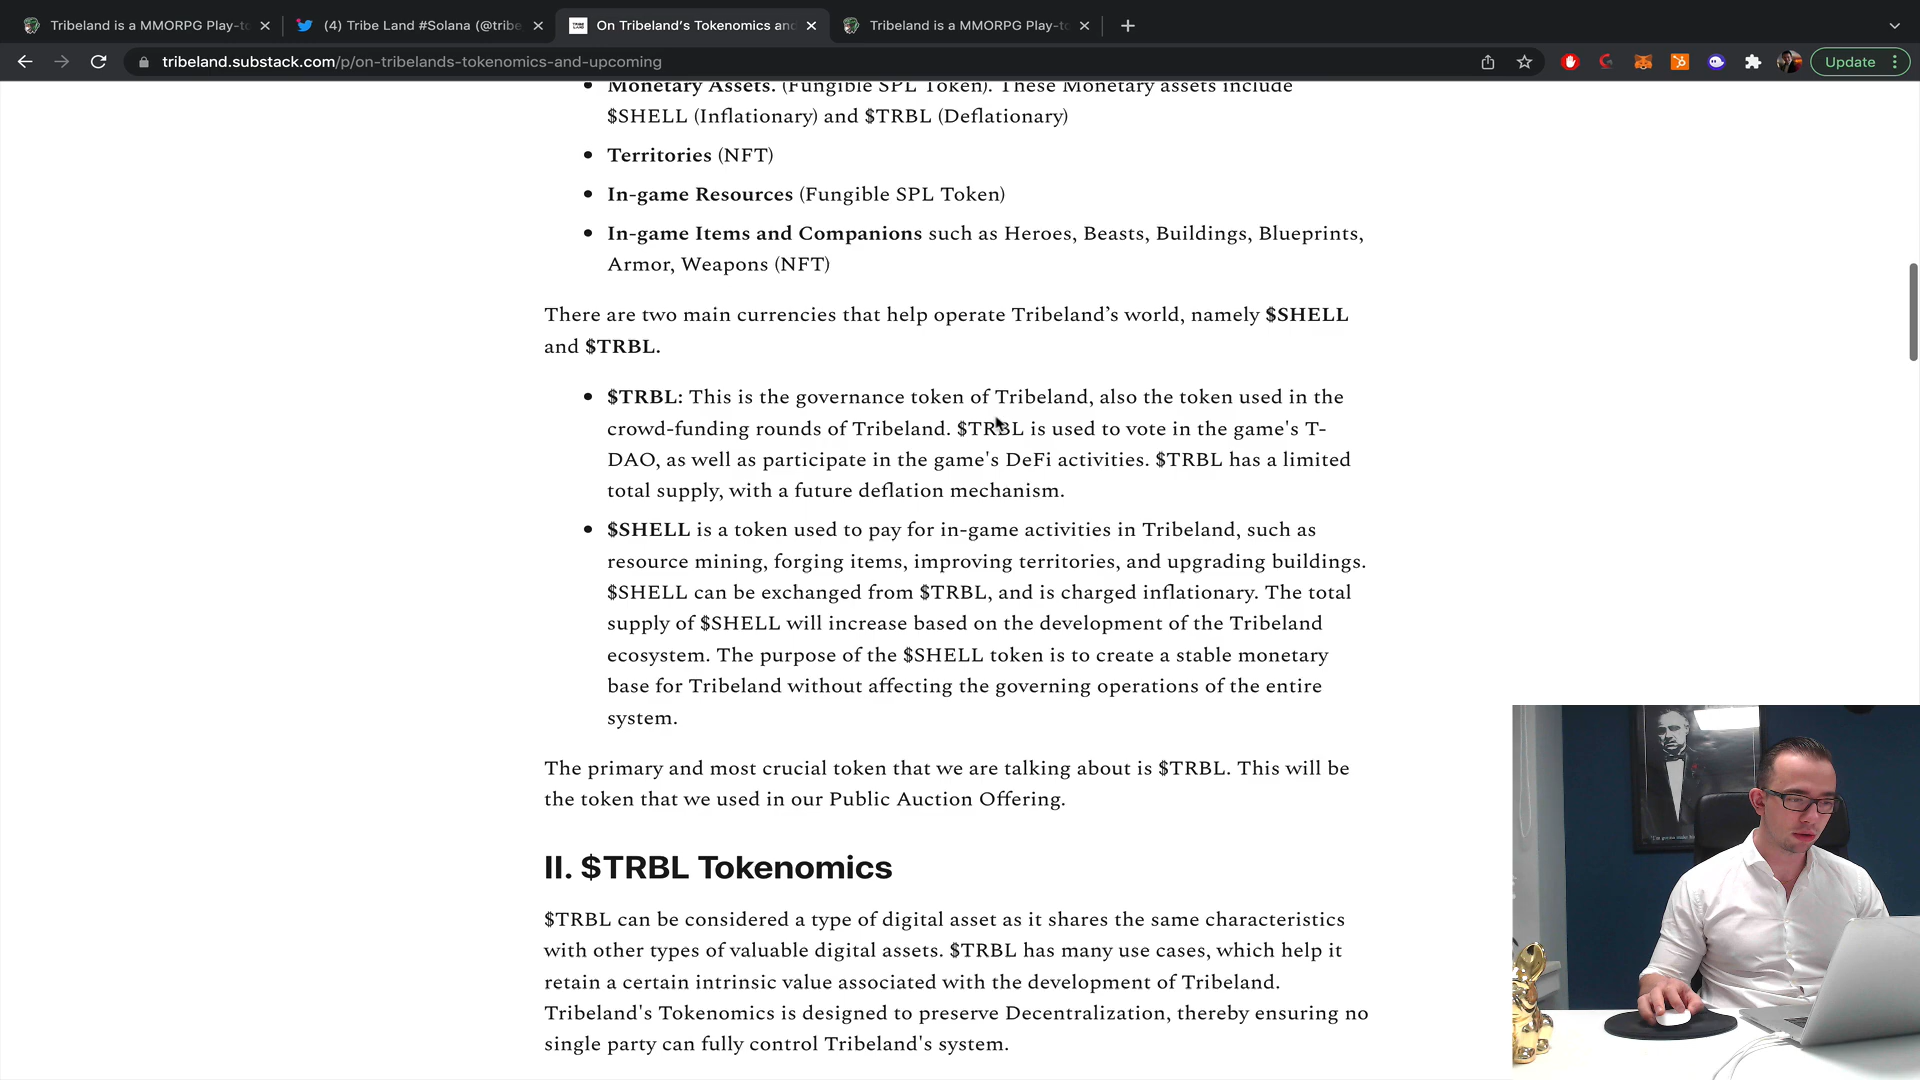 Tribeland is a MMORPG Play-to
(4) Tribe Land #Solana (@tribe
On Tribeland's Tokenomics and
Tribeland is a MMORPG Play-to
tribeland.substack.com/p/on-tribelands-tokenomics-and-upcoming
Update
Monetary Assets. (Fungible SPL Token). These Monetary assets include
$SHELL (Inflationary) and $TRBL (Deflationary)
Territories (NFT)
In-game Resources (Fungible SPL Token)
In-game Items and Companions such as Heroes, Beasts, Buildings, Blueprints,
Armor, Weapons (NFT)
There are two main currencies that help operate Tribeland’s world, namely $SHELL
and $TRBL.
$TRBL: This is the governance token of Tribeland, also the token used in the
crowd-funding rounds of Tribeland. $TRBL is used to vote in the game's T-
DAO, as well as participate in the game's DeFi activities. $TRBL has a limited
total supply, with a future deflation mechanism.
$SHELL is a token used to pay for in-game activities in Tribeland, such as
resource mining, forging items, improving territories, and upgrading buildings.
$SHELL can be exchanged from $TRBL, and is charged inflationary. The total
supply of $SHELL will increase based on the development of the Tribeland
ecosystem. The purpose of the $SHELL token is to create a stable monetary
base for Tribeland without affecting the governing operations of the entire
system.
The primary and most crucial token that we are talking about is $TRBL. This will be
the token that we used in our Public Auction Offering.
II. $TRBL Tokenomics
$TRBL can be considered a type of digital asset as it shares the same characteristics
with other types of valuable digital assets. $TRBL has many use cases, which help it
retain a certain intrinsic value associated with the development of Tribeland.
Tribeland's Tokenomics is designed to preserve Decentralization, thereby ensuring no
single party can fully control Tribeland's system.